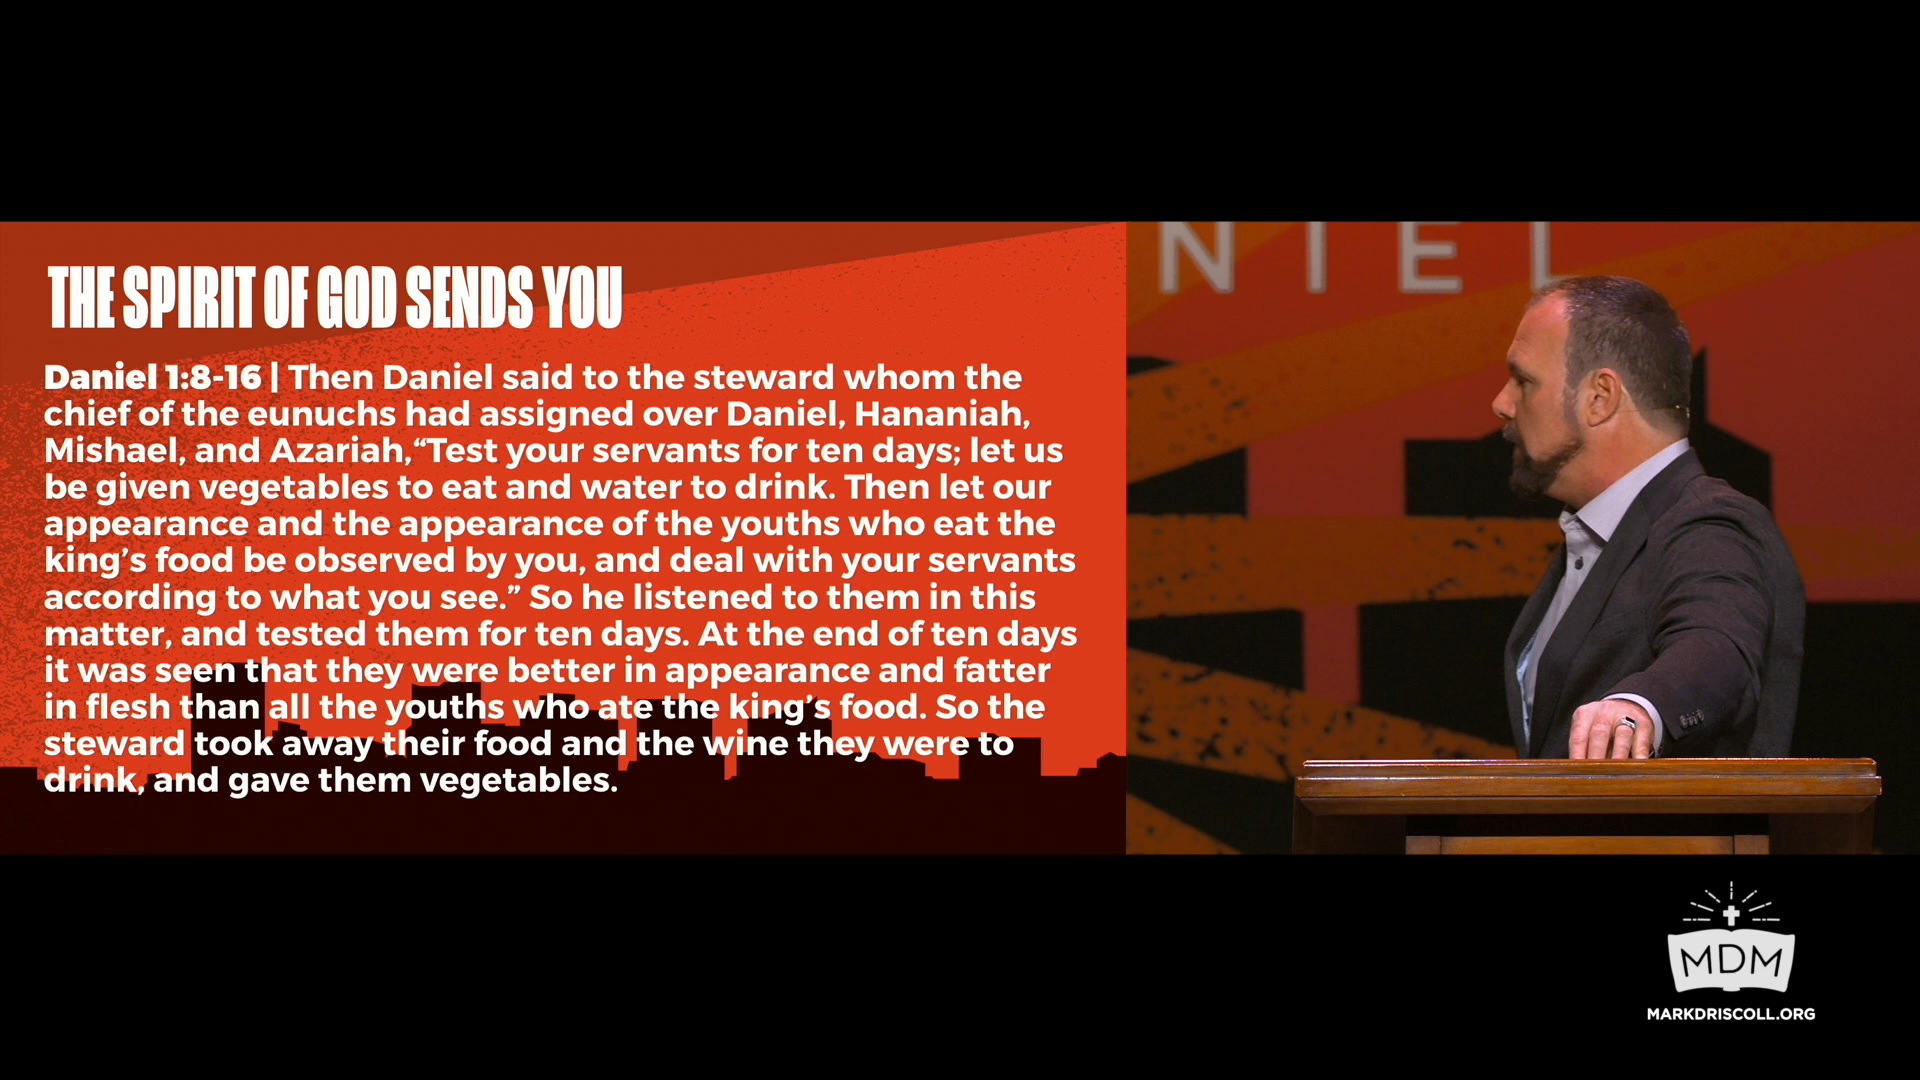 THE SPIRIT OF GOD SENDS YOU
Daniel 1:8-16 | Then Daniel said to the steward whom the
chief of the eunuchs had assigned over Daniel, Hananiah,
Mishael, and Azariah,“Test your servants for ten days; let us
be given vegetables to eat and water to drink. Then let our
appearance and the appearance of the youths who eat the
king’s food be observed by you, and deal with your servants
according to what you see.” So he listened to them in this
matter, and tested them for ten days. At the end of ten days
it was seen that they were better in appearance and fatter
in flesh than all the youths who ate the king’s food. So the
steward took away their food and the wine they were to
drink, and gave them vegetables.
NIEL
MDM
MARKDRISCOLL.ORG